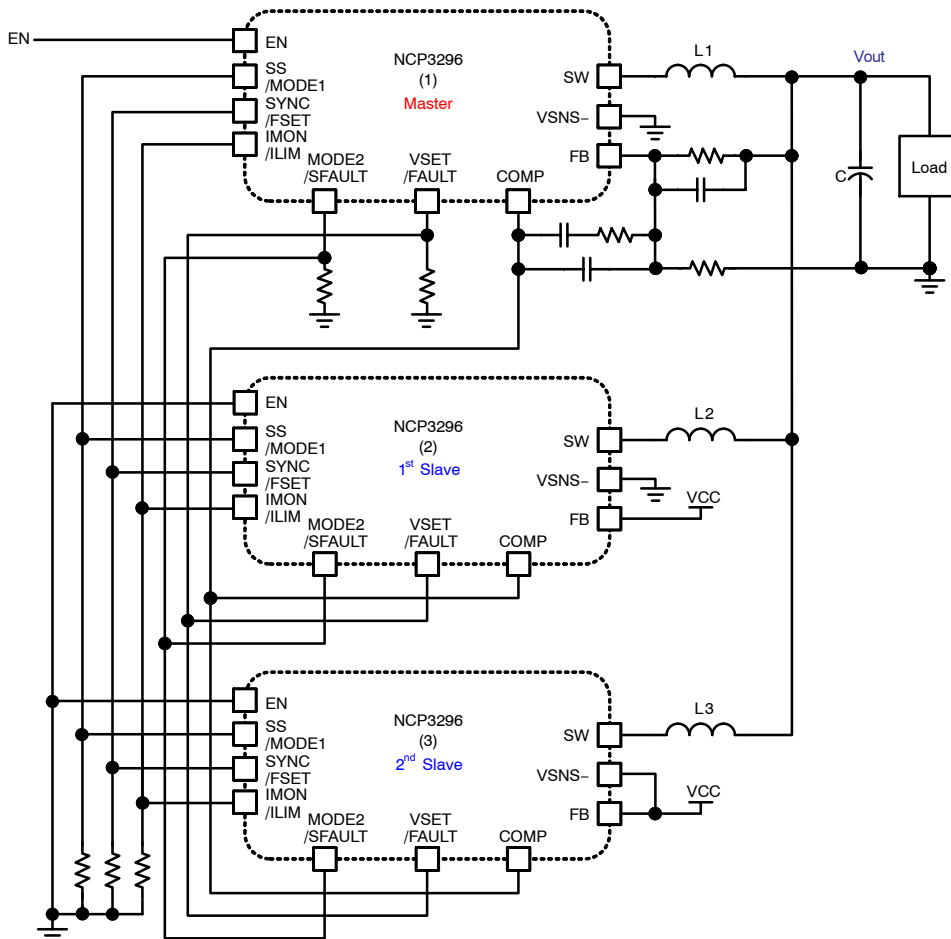 EN
EN
SS
/MODE1
SYNC
/FSET
IMON
/ILIM
NCP3296
(1)
Master
MODE2
/SFAULT
VSET
/FAULT
COMP
SW
VSNS–
FB
L1
Vout
C
Load
EN
SS
/MODE1
SYNC
/FSET
IMON
/ILIM
NCP3296
(2)
1st Slave
MODE2
/SFAULT
VSET
/FAULT
COMP
SW
VSNS–
FB
L2
VCC
EN
SS
/MODE1
SYNC
/FSET
IMON
/ILIM
NCP3296
(3)
2nd Slave
MODE2
/SFAULT
VSET
/FAULT
COMP
SW
VSNS–
FB
L3
VCC